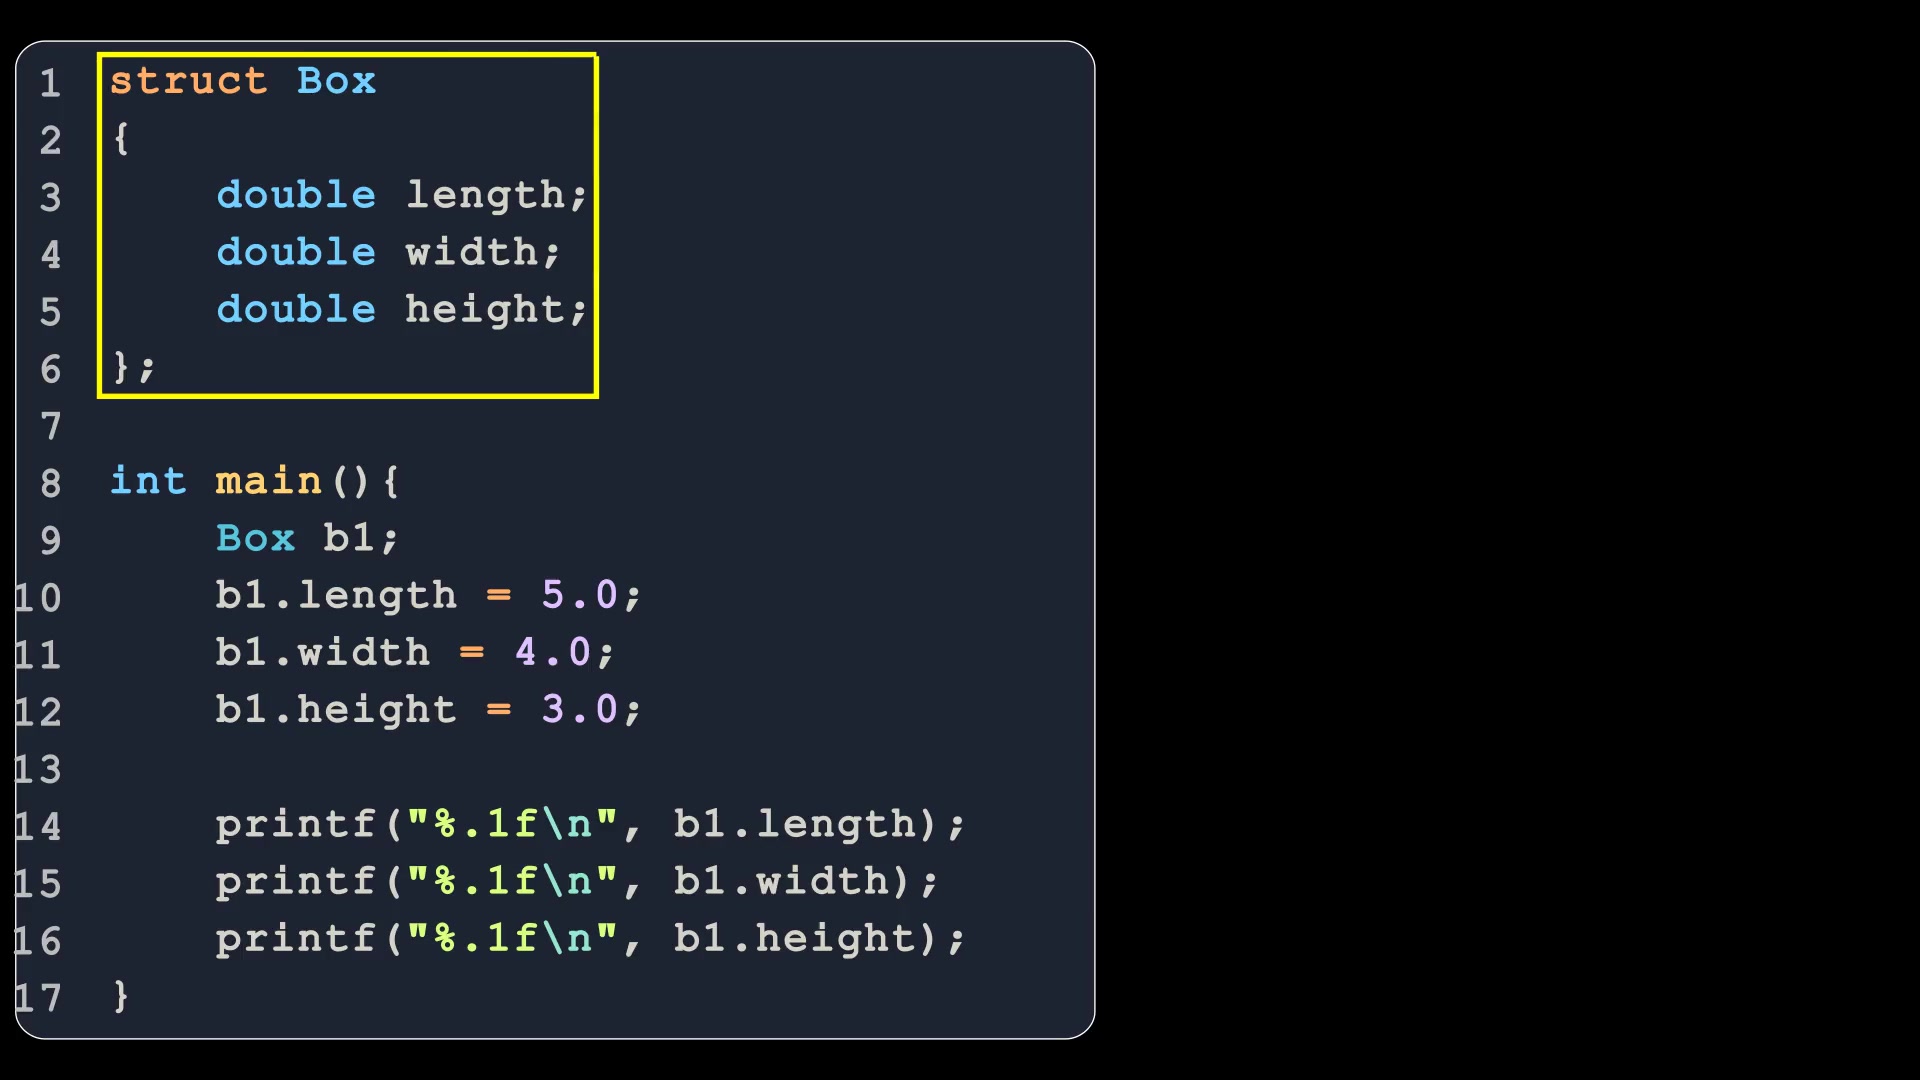 1 struct Box
2 {
3     double length;
4     double width;
5     double height;
6 };
7
8 int main(){
9     Box b1;
10     b1.length = 5.0;
11     b1.width = 4.0;
12     b1.height = 3.0;
13
14     printf("%.1f\n", b1.length);
15     printf("%.1f\n", b1.width);
16     printf("%.1f\n", b1.height);
17 }